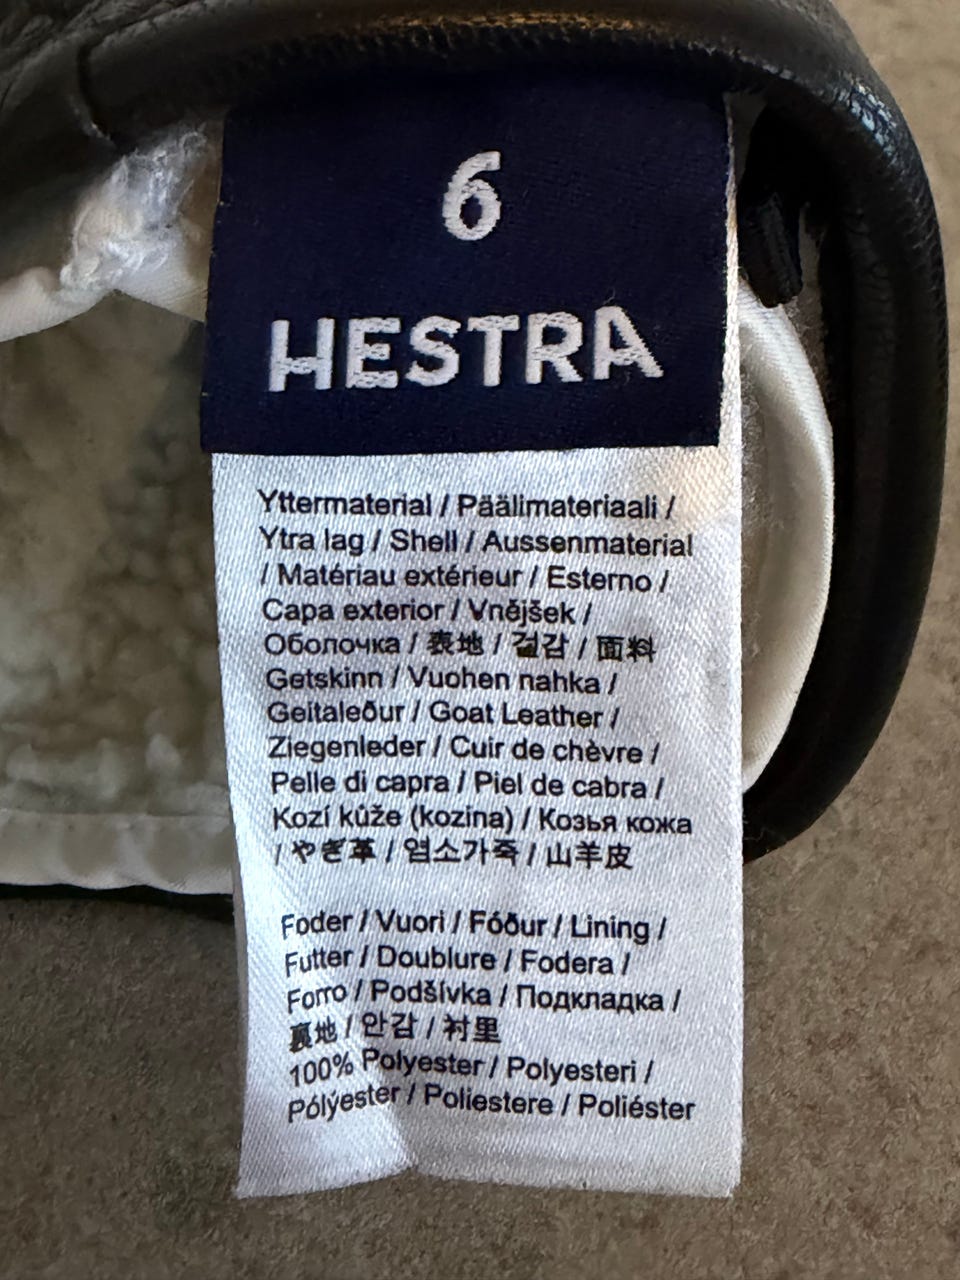 6
HESTRA
Yttermaterial / Päälimateriaali /
Ytra lag / Shell / Aussenmaterial
/ Matériau extérieur / Esterno /
Capa exterior / Vnějšek /
Оболочка / 表地 / 겉감 / 面料
Getskinn / Vuohen nahka /
Geitaleður / Goat Leather /
Ziegenleder / Cuir de chèvre /
Pelle di capra / Piel de cabra /
Kozí kůže (kozina) / Козья кожа
/ やぎ革 / 염소가죽 / 山羊皮
Foder / Vuori / Fóður / Lining /
Futter / Doublure / Fodera /
Forro / Podšívka / Подкладка /
裏地 / 안감 / 衬里
100% Polyester / Polyesteri /
Pólýester / Poliestere / Poliéster